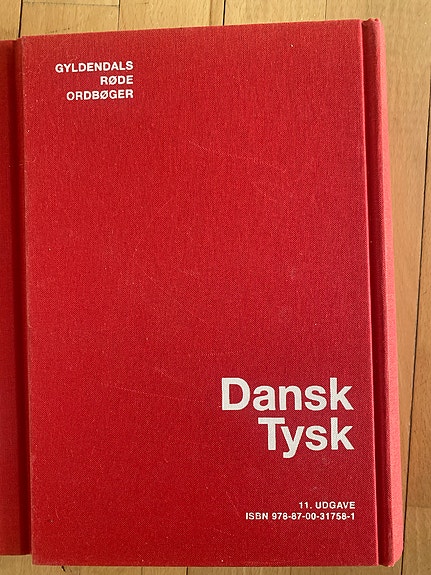 GYLDENDALS
RØDE
ORDBØGER
Dansk
Tysk
11. UDGAVE
ISBN 978-87-00-31758-1